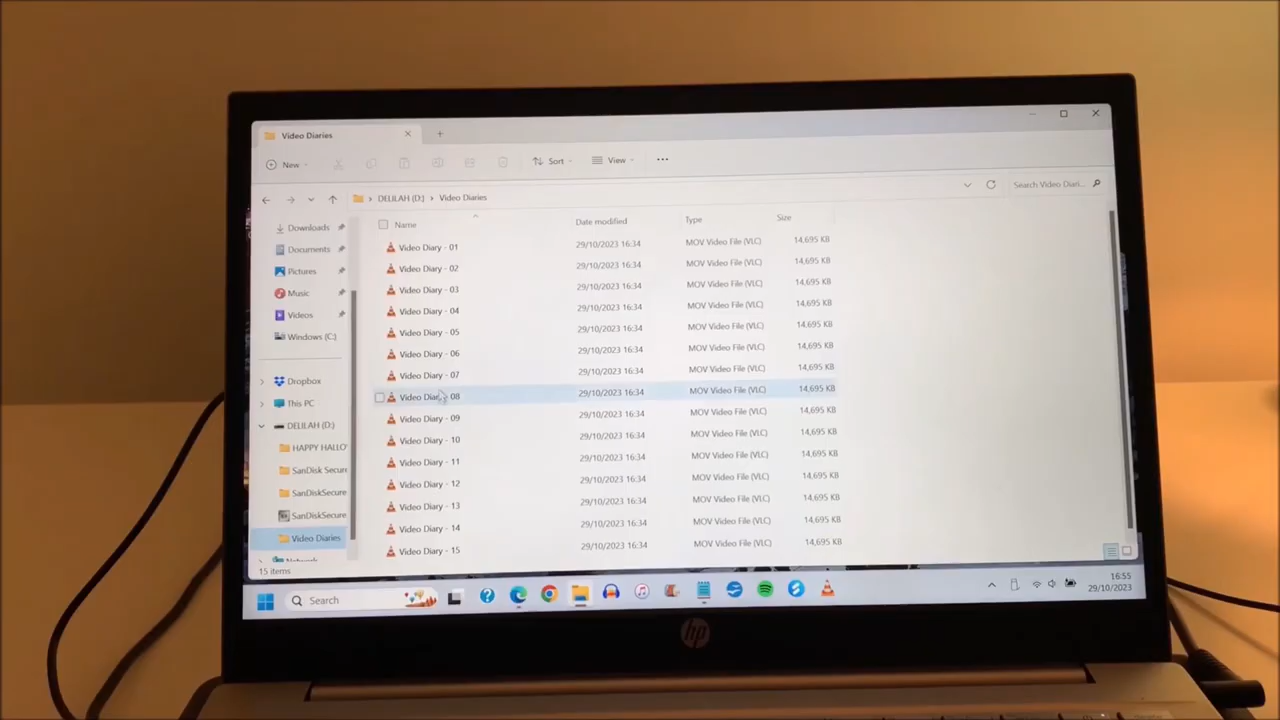 Video Diaries
New
Sort
View
DELILAH (D:) > Video Diaries
Search Video Diari...
Name Date modified Type Size
Video Diary - 01 29/10/2023 16:34 MOV Video File (VLC) 14,695 KB
Video Diary - 02 29/10/2023 16:34 MOV Video File (VLC) 14,695 KB
Video Diary - 03 29/10/2023 16:34 MOV Video File (VLC) 14,695 KB
Video Diary - 04 29/10/2023 16:34 MOV Video File (VLC) 14,695 KB
Video Diary - 05 29/10/2023 16:34 MOV Video File (VLC) 14,695 KB
Video Diary - 06 29/10/2023 16:34 MOV Video File (VLC) 14,695 KB
Video Diary - 07 29/10/2023 16:34 MOV Video File (VLC) 14,695 KB
Video Diary - 08 29/10/2023 16:34 MOV Video File (VLC) 14,695 KB
Video Diary - 09 29/10/2023 16:34 MOV Video File (VLC) 14,695 KB
Video Diary - 10 29/10/2023 16:34 MOV Video File (VLC) 14,695 KB
Video Diary - 11 29/10/2023 16:34 MOV Video File (VLC) 14,695 KB
Video Diary - 12 29/10/2023 16:34 MOV Video File (VLC) 14,695 KB
Video Diary - 13 29/10/2023 16:34 MOV Video File (VLC) 14,695 KB
Video Diary - 14 29/10/2023 16:34 MOV Video File (VLC) 14,695 KB
Video Diary - 15 29/10/2023 16:34 MOV Video File (VLC) 14,695 KB
Downloads
Documents
Pictures
Music
Videos
Windows (C:)
Dropbox
This PC
DELILAH (D:)
HAPPY HALLO
SanDisk Secure
SanDiskSecure
SanDiskSecure
Video Diaries
15 items
Search
16:55
29/10/2023
hp